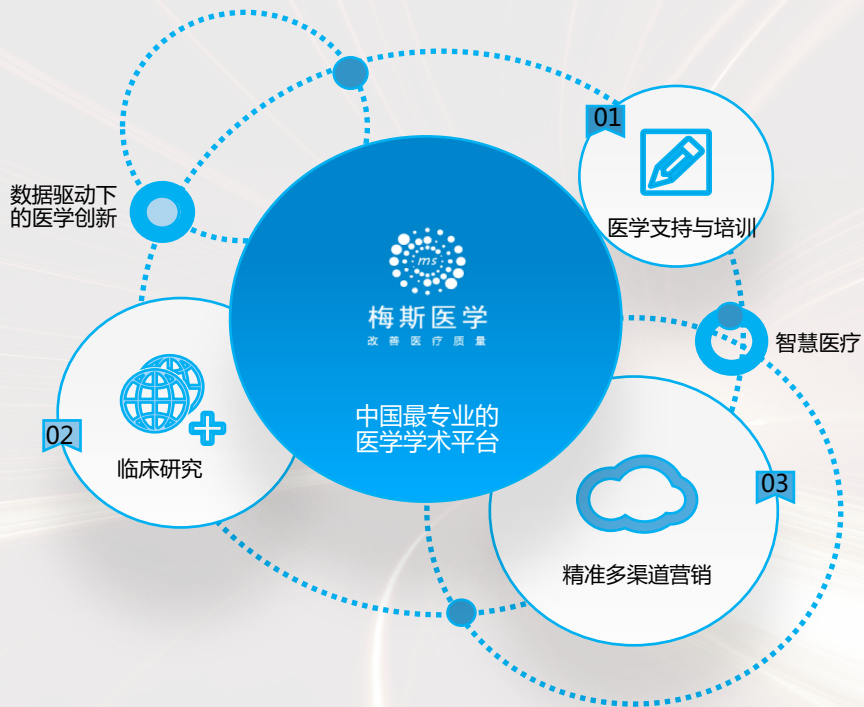 01
医学支持与培训
数据驱动下
的医学创新
ms
梅斯医学
改善医疗质量
智慧医疗
中国最专业的
医学学术平台
02
临床研究
03
精准多渠道营销